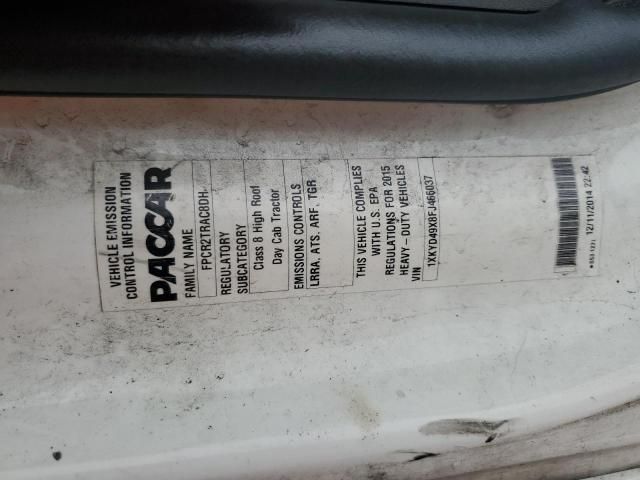 VEHICLE EMISSION
CONTROL INFORMATION
PACCAR
FAMILY NAME
FPCR2TRAC8DH
REGULATORY
SUBCATEGORY
Class 8 High Roof
Day Cab Tractor
EMISSIONS CONTROLS
LRRA, ATS, ARF, TGR
THIS VEHICLE COMPLIES
WITH U.S. EPA
REGULATIONS FOR 2015
HEAVY-DUTY VEHICLES
VIN
1XKYD49X8FJ466037
12/11/2014 22:42